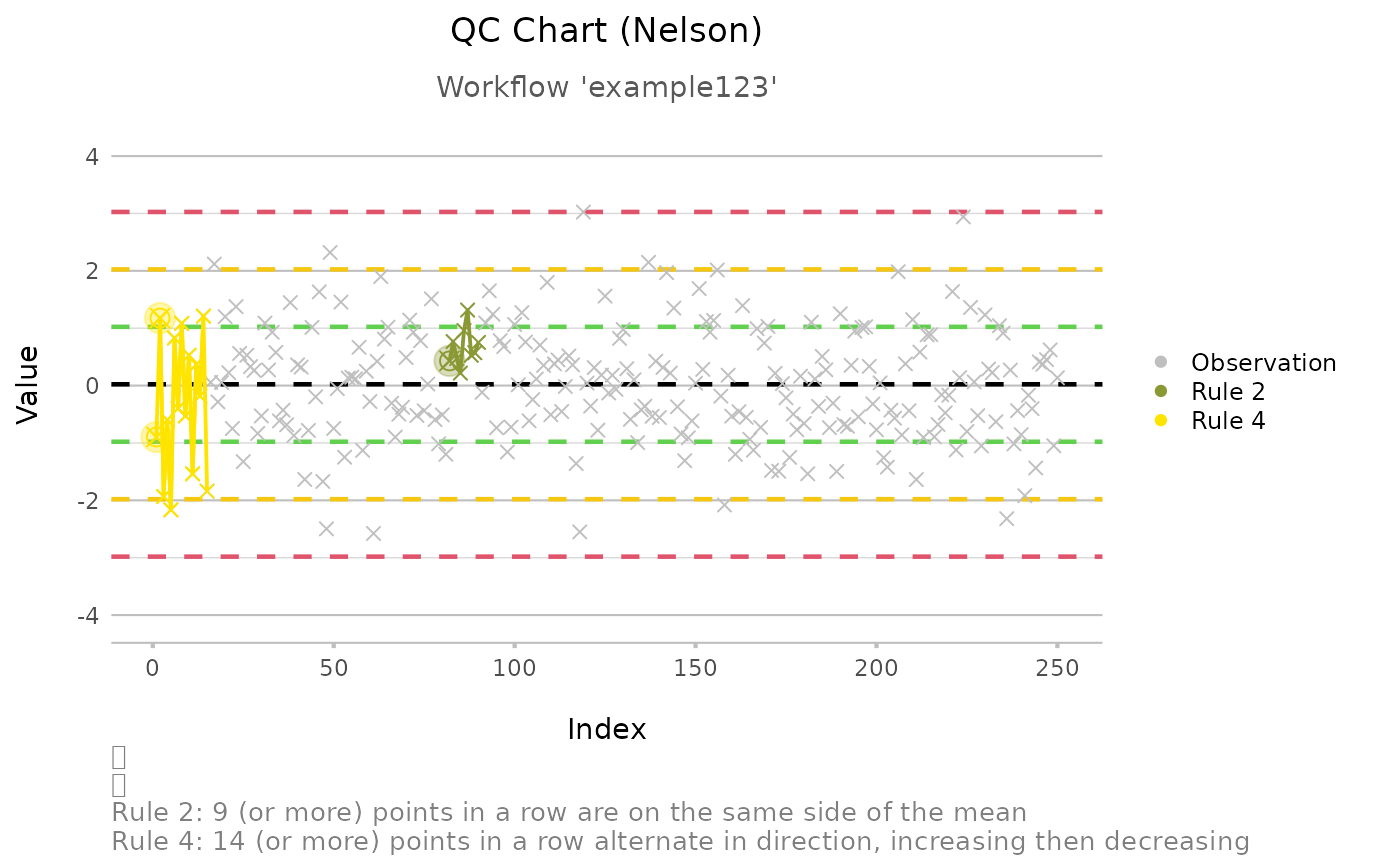 QC Chart (Nelson)
Workflow 'example123'
Value
4
2
0
-2
-4
0 50 100 150 200 250
Index
Observation
Rule 2
Rule 4
Rule 2: 9 (or more) points in a row are on the same side of the mean
Rule 4: 14 (or more) points in a row alternate in direction, increasing then decreasing